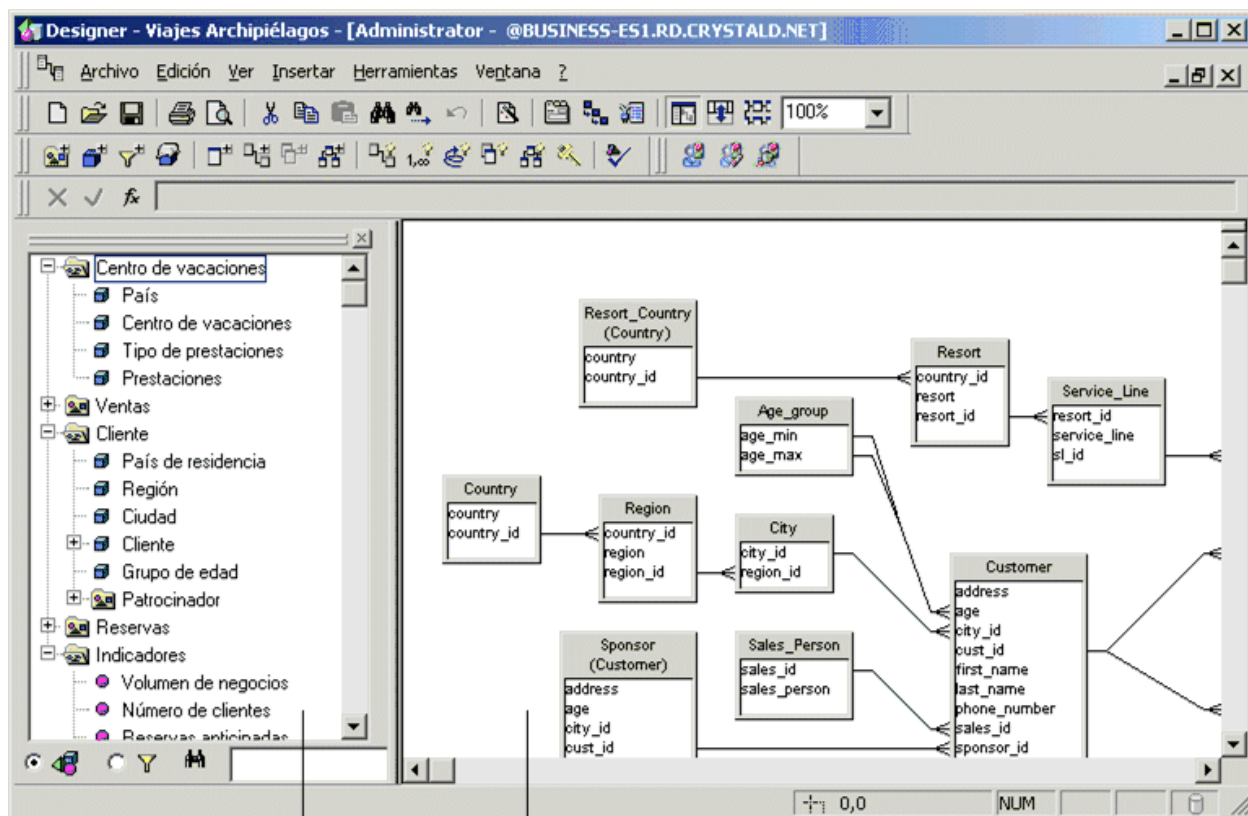 Designer - Viajes Archipiélagos - [Administrator - @BUSINESS-ES1.RD.CRYSTALD.NET]
Archivo Edición Ver Insertar Herramientas Ventana ?
100%
fx
Centro de vacaciones
País
Centro de vacaciones
Tipo de prestaciones
Prestaciones
Ventas
Cliente
País de residencia
Región
Ciudad
Cliente
Grupo de edad
Patrocinador
Reservas
Indicadores
Volumen de negocios
Número de clientes
Reservas anticipadas
Resort_Country
(Country)
country
country_id
Resort
country_id
resort
resort_id
Service_Line
resort_id
service_line
sl_id
Age_group
age_min
age_max
Country
country
country_id
Region
country_id
region
region_id
City
city_id
region_id
Customer
address
age
city_id
cust_id
first_name
last_name
phone_number
sales_id
sponsor_id
Sponsor
(Customer)
address
age
city_id
cust_id
Sales_Person
sales_id
sales_person
0,0
NUM